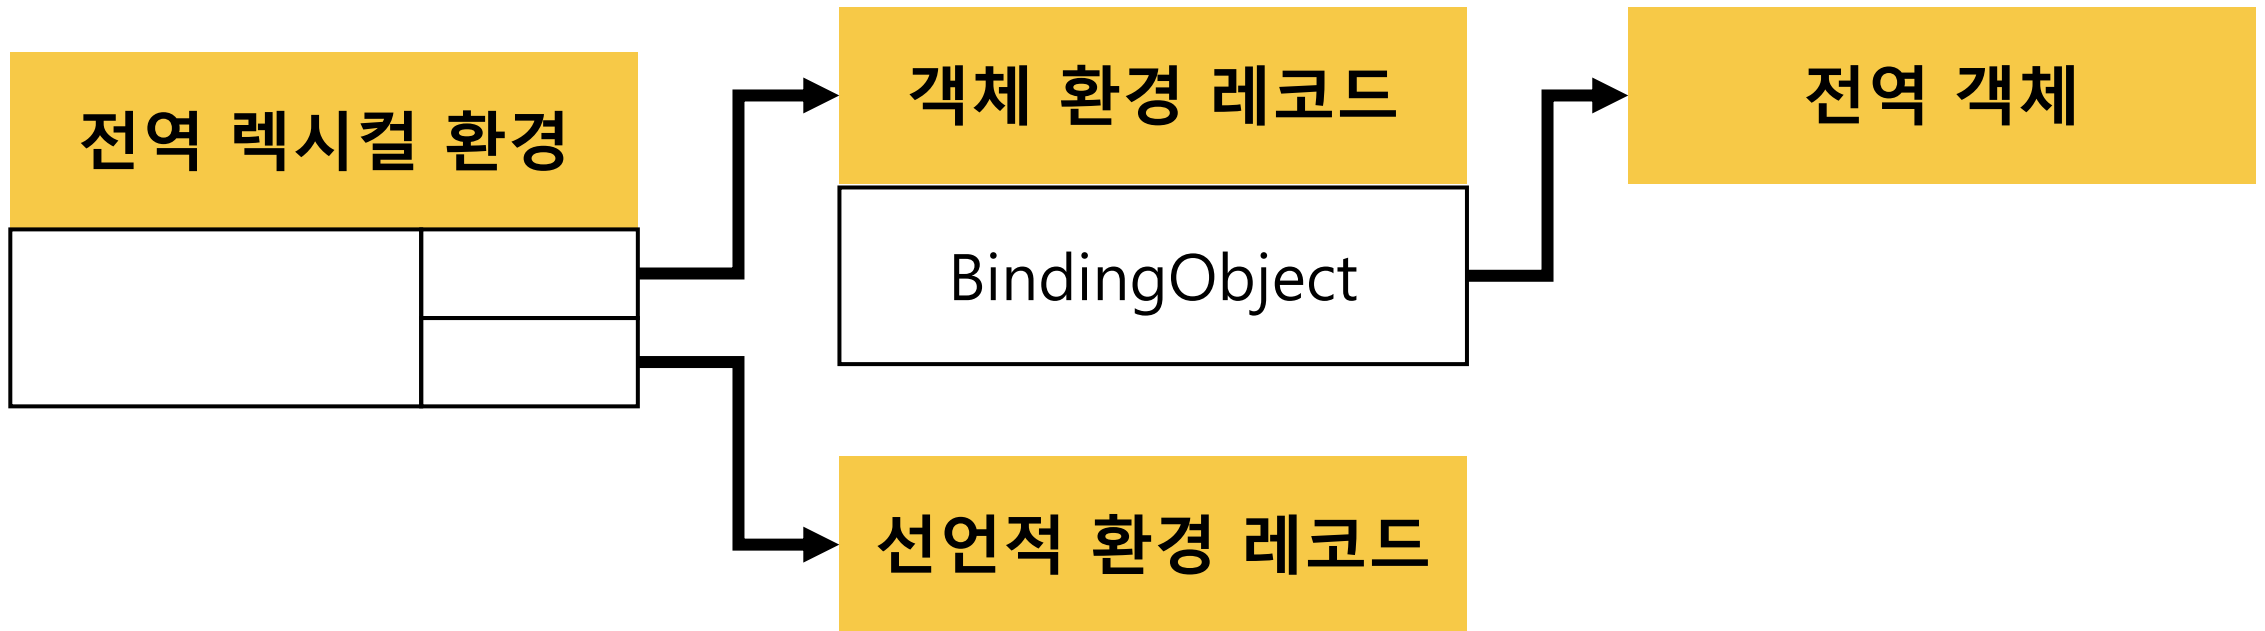 전역 렉시컬 환경
객체 환경 레코드
BindingObject
전역 객체
선언적 환경 레코드